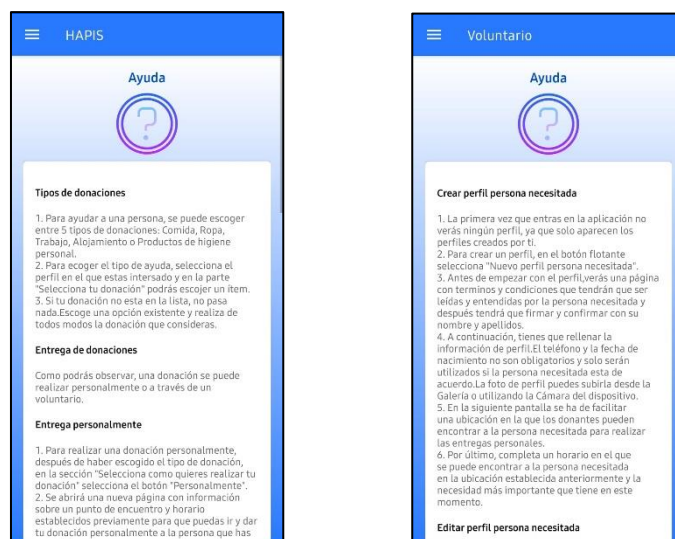 HAPIS
Ayuda
Tipos de donaciones
1. Para ayudar a una persona, se puede escoger
entre 5 tipos de donaciones: Comida, Ropa,
Trabajo, Alojamiento o Productos de higiene
personal.
2. Para ecoger el tipo de ayuda, selecciona el
perfil en el que estas intersado y en la parte
"Selecciona tu donación" podrás escojer un ítem.
3. Si tu donación no esta en la lista, no pasa
nada.Escoge una opción existente y realiza de
todos modos la donación que consideras.
Entrega de donaciones
Como podrás observar, una donación se puede
realizar personalmente o a través de un
voluntario.
Entrega personalmente
1. Para realizar una donación personalmente,
después de haber escogido el tipo de donación,
en la sección "Selecciona como quieres realizar tu
donación" selecciona el botón "Personalmente".
2. Se abrirá una nueva página con información
sobre un punto de encuentro y horario
establecidos previamente para que puedas ir y dar
tu donación personalmente a la persona que has
Voluntario
Ayuda
Crear perfil persona necesitada
1. La primera vez que entras en la aplicación no
verás ningún perfil, ya que solo aparecen los
perfiles creados por ti.
2. Para crear un perfil, en el botón flotante
selecciona "Nuevo perfil persona necesitada".
3. Antes de empezar con el perfil,verás una página
con terminos y condiciones que tendrán que ser
leídas y entendidas por la persona necesitada y
después tendrá que firmar y confirmar con su
nombre y apellidos.
4. A continuación, tienes que rellenar la
información de perfil.El teléfono y la fecha de
nacimiento no son obligatorios y solo serán
utilizados si la persona necesitada esta de
acuerdo.La foto de perfil puedes subirla desde la
Galería o utilizando la Cámara del dispositivo.
5. En la siguiente pantalla se ha de facilitar
una ubicación en la que los donantes pueden
encontrar a la persona necesitada para realizar
las entregas personales.
6. Por último, completa un horario en el que
se puede encontrar a la persona necesitada
en la ubicación establecida anteriormente y la
necesidad más importante que tiene en este
momento.
Editar perfil persona necesitada